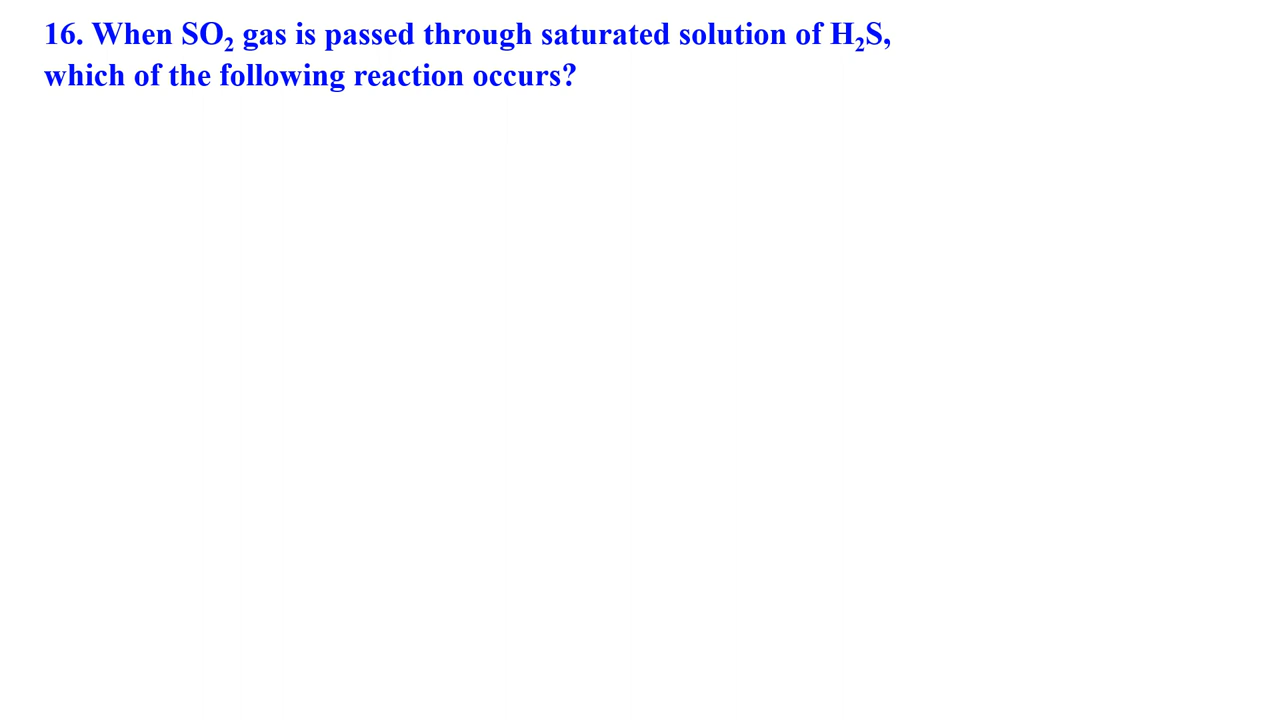 16. When SO₂ gas is passed through saturated solution of H₂S,
which of the following reaction occurs?